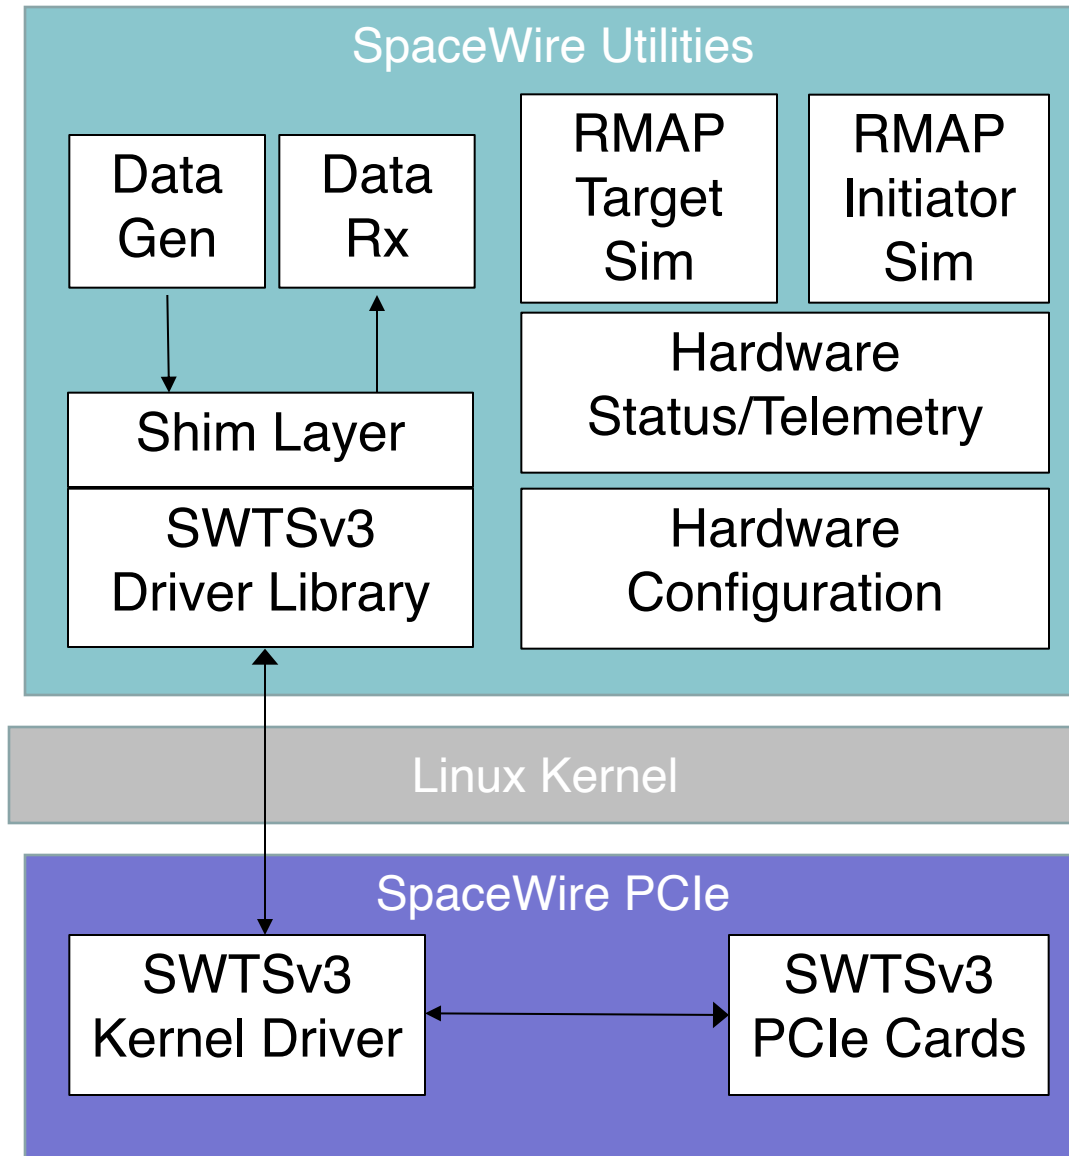 SpaceWire Utilities
Data
Gen
Data
Rx
RMAP
Target
Sim
RMAP
Initiator
Sim
Shim Layer
SWTSv3
Driver Library
Hardware
Status/Telemetry
Hardware
Configuration
Linux Kernel
SpaceWire PCIe
SWTSv3
Kernel Driver
SWTSv3
PCIe Cards